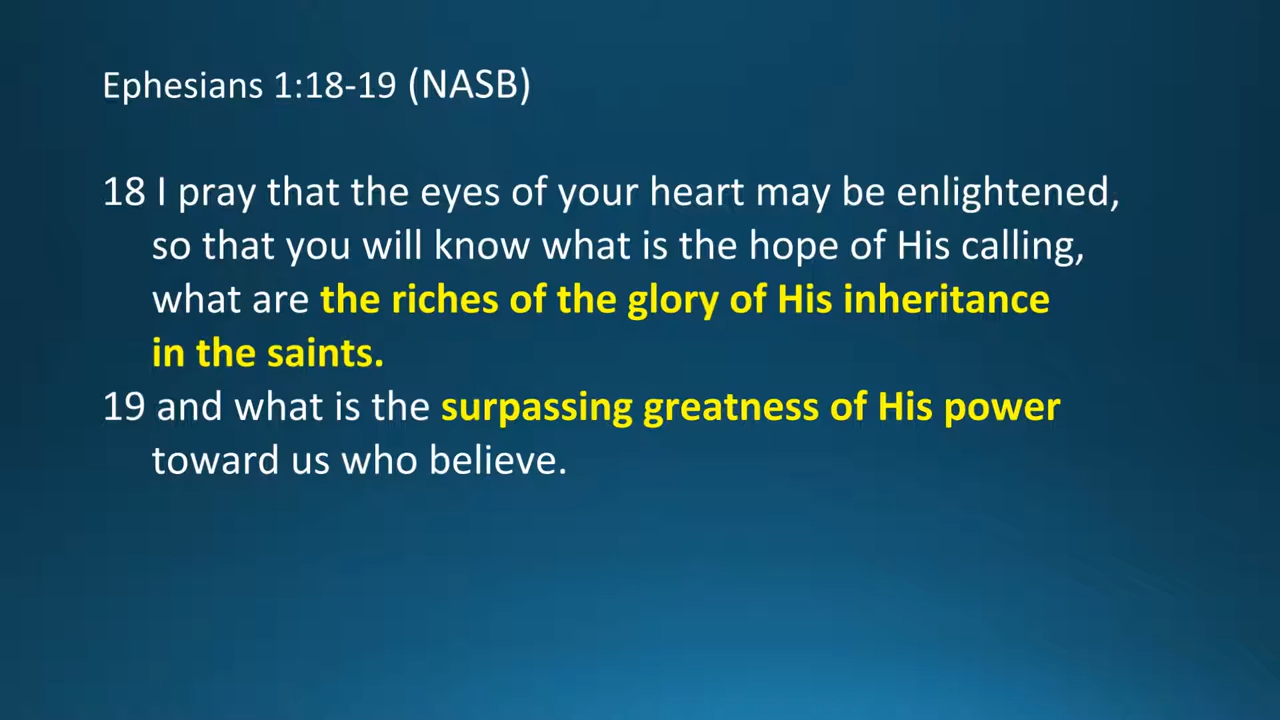 Ephesians 1:18-19 (NASB)
18 I pray that the eyes of your heart may be enlightened,
so that you will know what is the hope of His calling,
what are the riches of the glory of His inheritance
in the saints.
19 and what is the surpassing greatness of His power
toward us who believe.